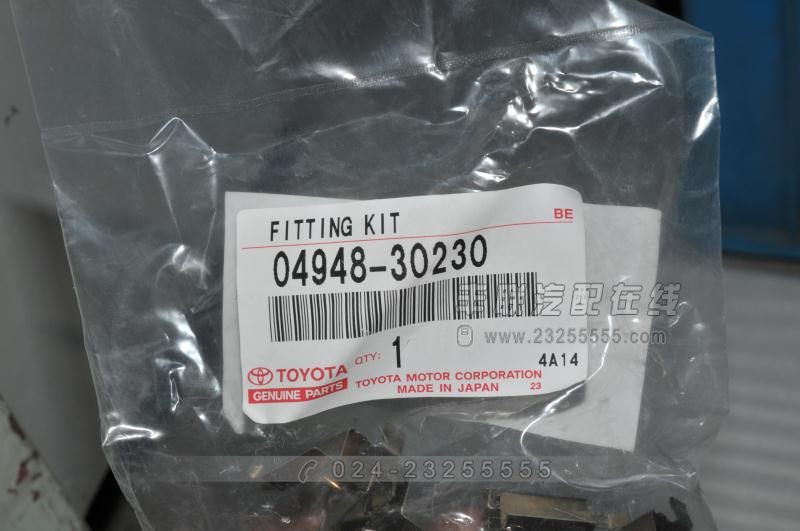 FITTING KIT
BE
04948-30230
丰联汽配在线
www.23255555.com
QTY: 1
4A14
TOYOTA
GENUINE PARTS
TOYOTA MOTOR CORPORATION
MADE IN JAPAN
23
024-23255555